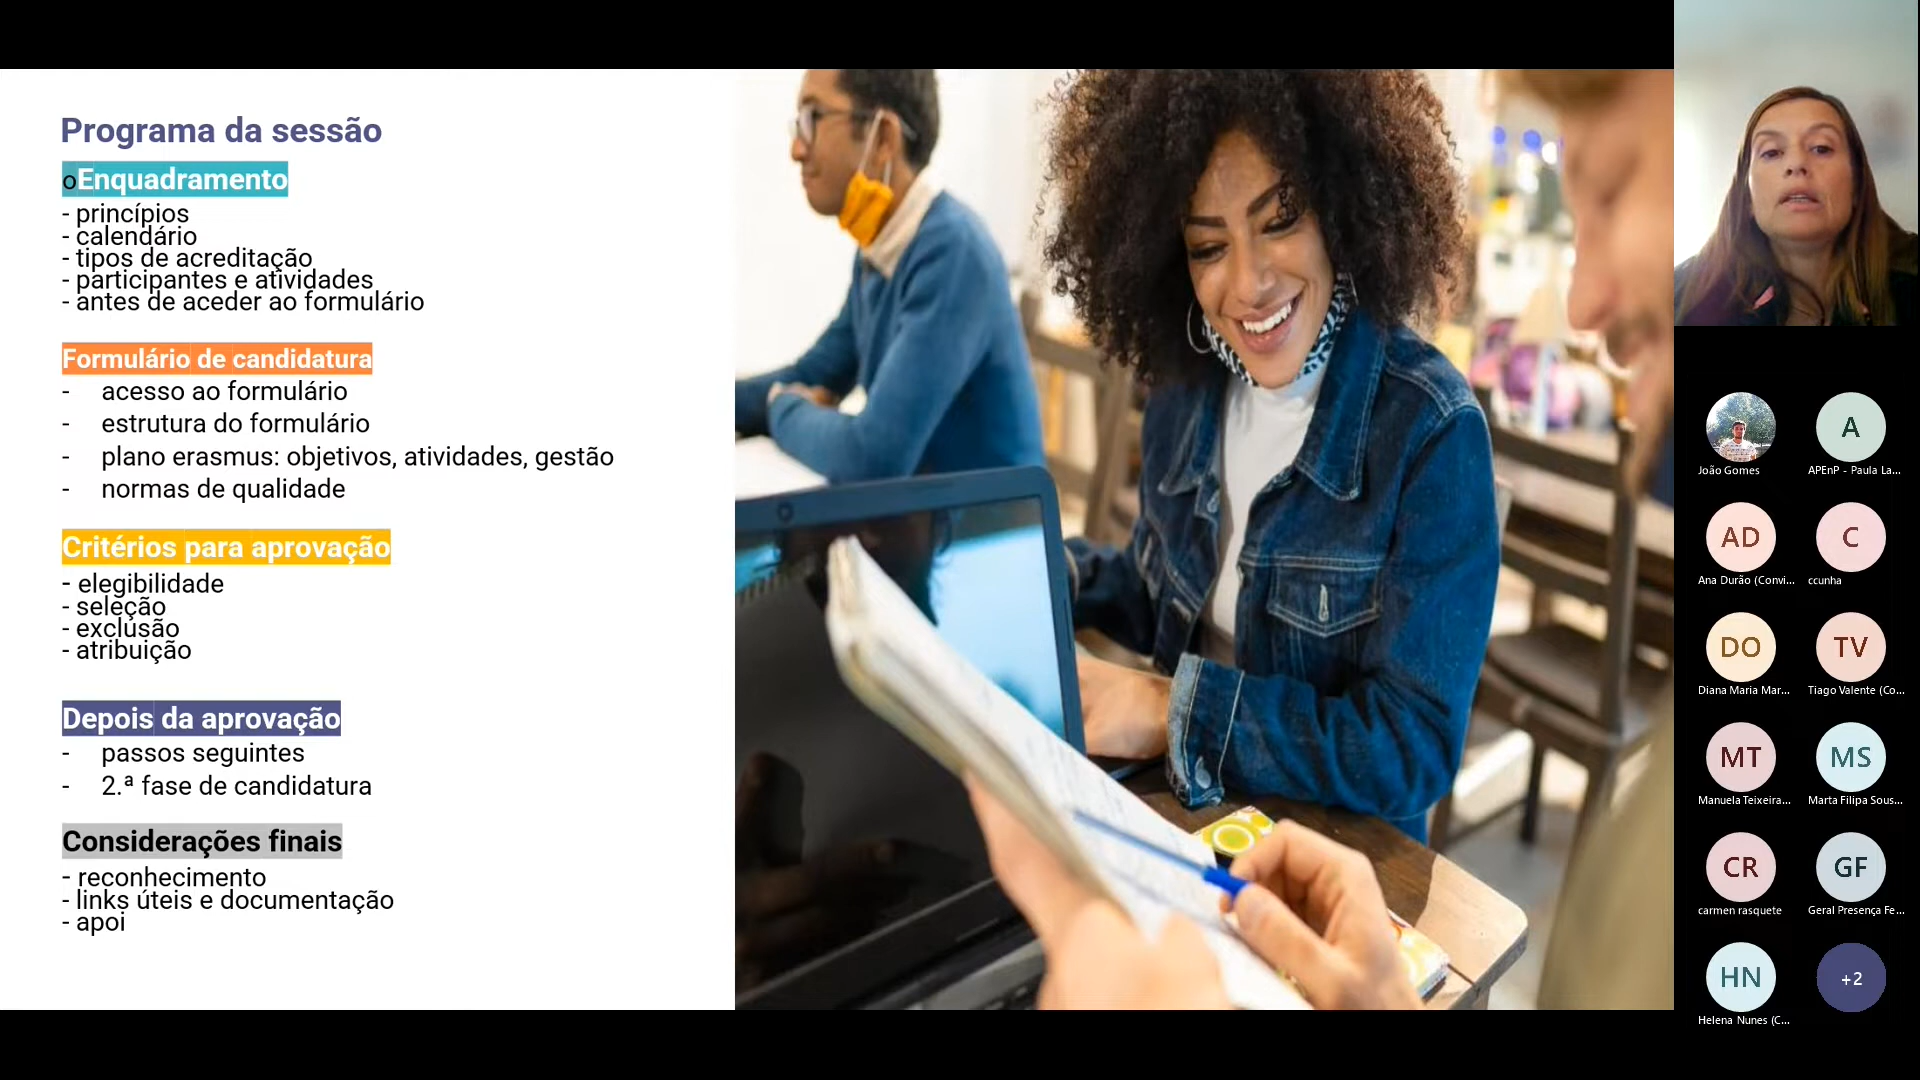 Programa da sessão
oEnquadramento
- princípios
- calendário
- tipos de acreditação
- participantes e atividades
- antes de aceder ao formulário
Formulário de candidatura
- acesso ao formulário
- estrutura do formulário
- plano erasmus: objetivos, atividades, gestão
- normas de qualidade
Critérios para aprovação
- elegibilidade
- seleção
- exclusão
- atribuição
Depois da aprovação
- passos seguintes
- 2.ª fase de candidatura
Considerações finais
- reconhecimento
- links úteis e documentação
- apoi
João Gomes
A
APEnP - Paula La...
AD
Ana Durão (Convi...
C
ccunha
DO
Diana Maria Mar...
TV
Tiago Valente (Co...
MT
Manuela Teixeira...
MS
Marta Filipa Sous...
CR
carmen rasquete
GF
Geral Presença Fe...
HN
Helena Nunes (C...
+2